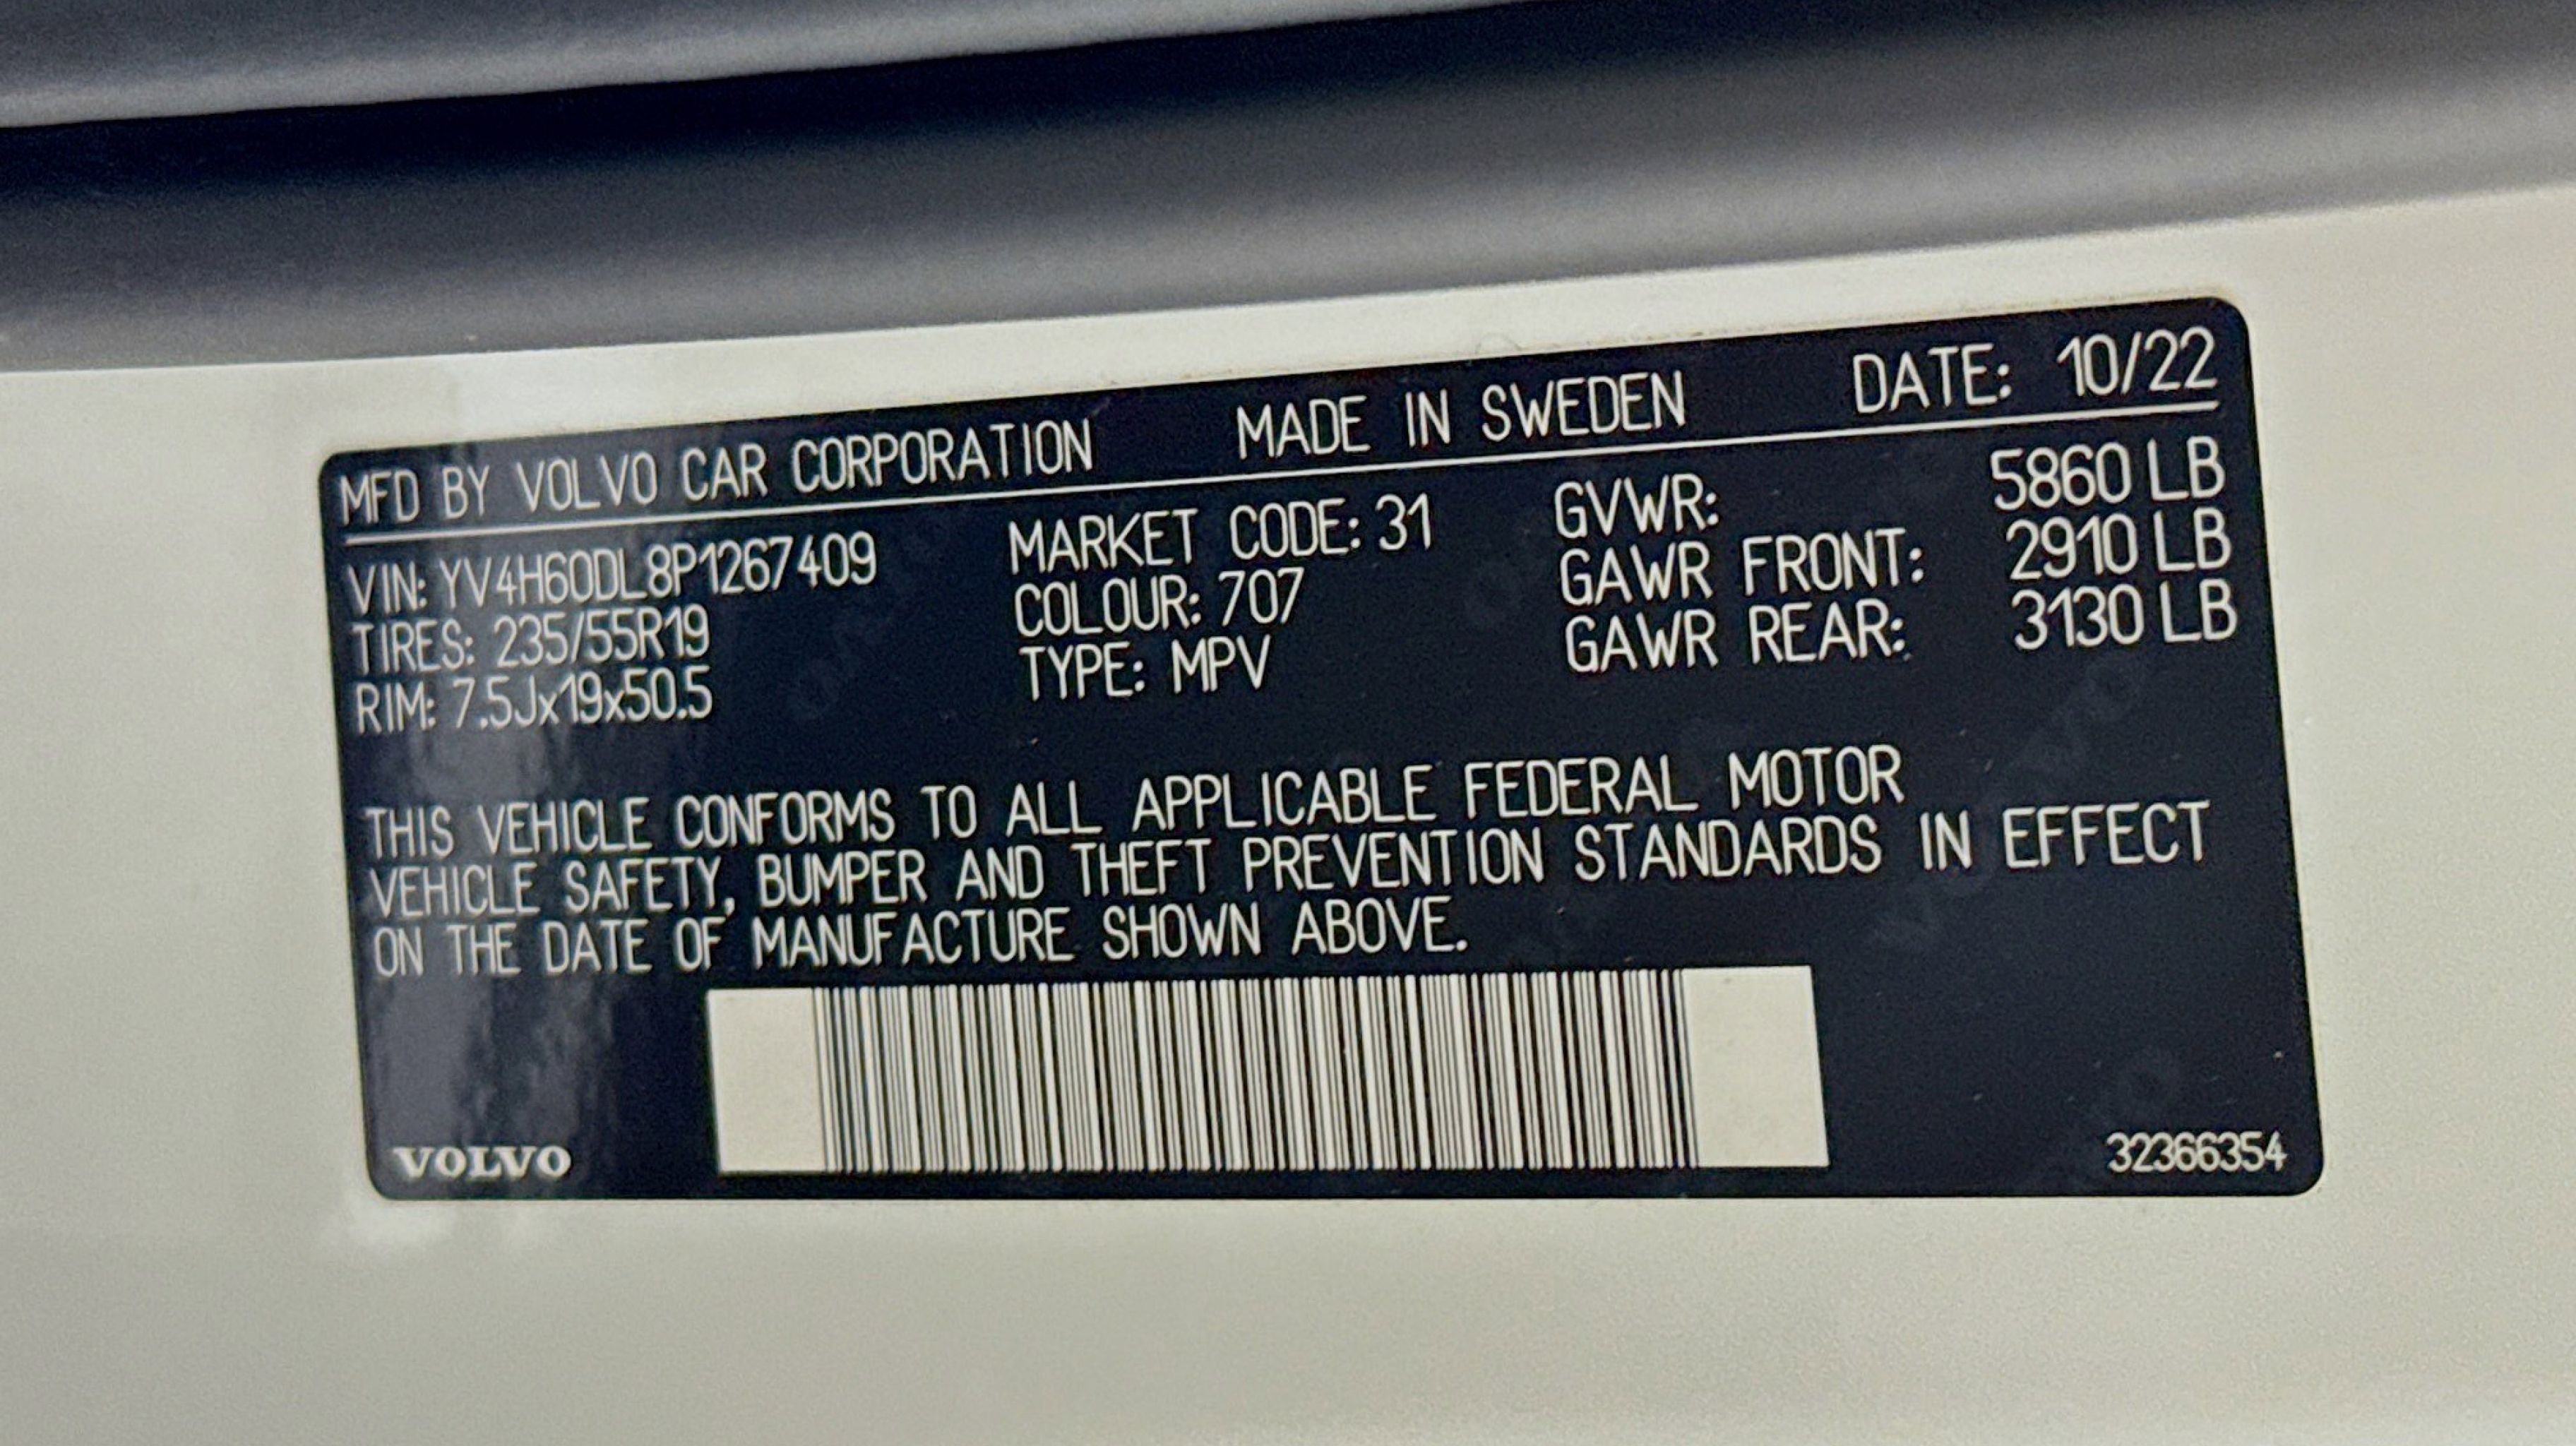 MFD BY VOLVO CAR CORPORATION MADE IN SWEDEN DATE: 10/22
VIN: YV4H60DL8P1267409 MARKET CODE: 31 GVWR: 5860 LB
TIRES: 235/55R19 COLOUR: 707 GAWR FRONT: 2910 LB
RIM: 7.5Jx19x50.5 TYPE: MPV GAWR REAR: 3130 LB
THIS VEHICLE CONFORMS TO ALL APPLICABLE FEDERAL MOTOR
VEHICLE SAFETY, BUMPER AND THEFT PREVENTION STANDARDS IN EFFECT
ON THE DATE OF MANUFACTURE SHOWN ABOVE.
VOLVO 32366354